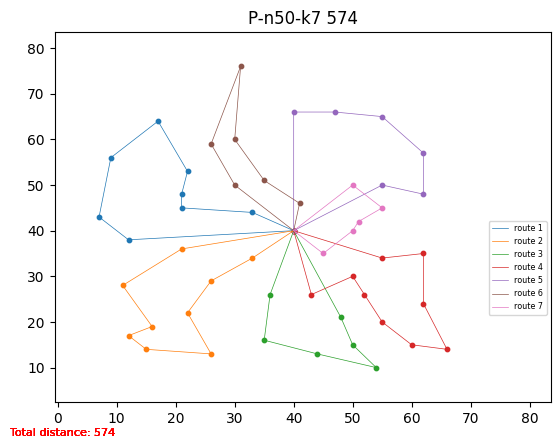 P-n50-k7 574
80
70
60
50
40
30
20
10
0 10 20 30 40 50 60 70 80
route 1
route 2
route 3
route 4
route 5
route 6
route 7
Total distance: 574